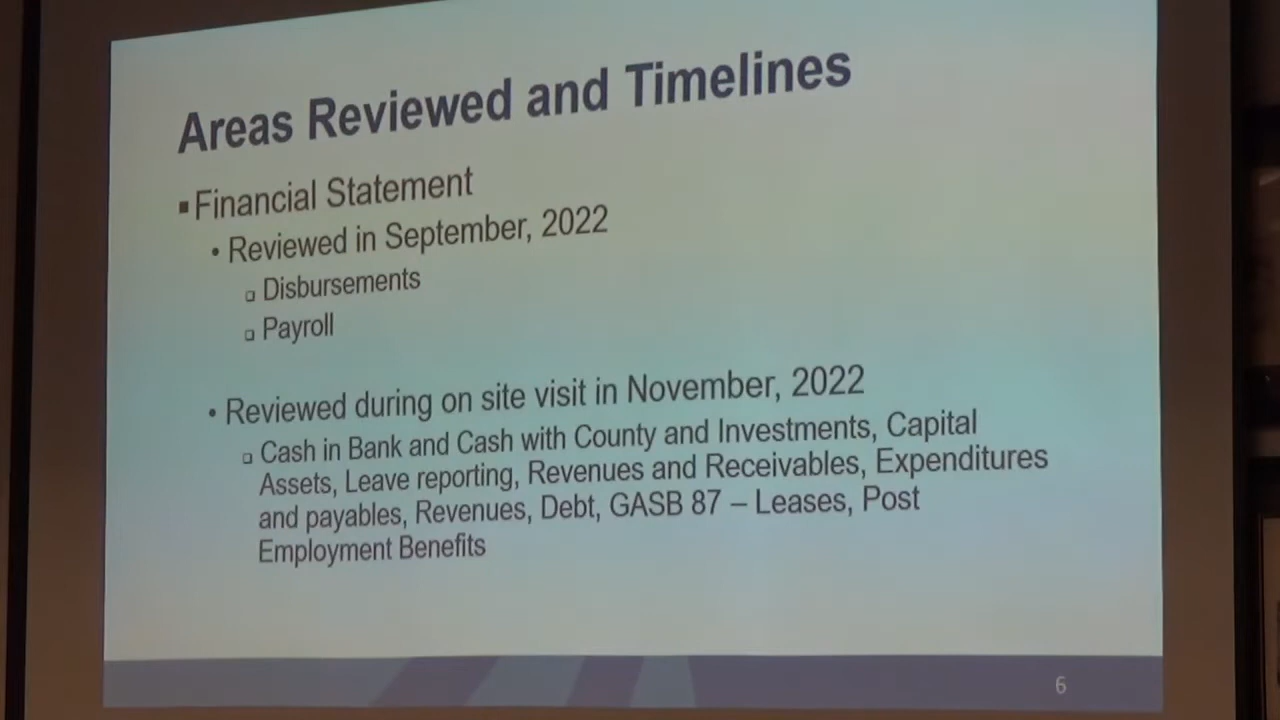 Areas Reviewed and Timelines
▪ Financial Statement
• Reviewed in September, 2022
❑ Disbursements
❑ Payroll
• Reviewed during on site visit in November, 2022
❑ Cash in Bank and Cash with County and Investments, Capital
Assets, Leave reporting, Revenues and Receivables, Expenditures
and payables, Revenues, Debt, GASB 87 – Leases, Post
Employment Benefits
6